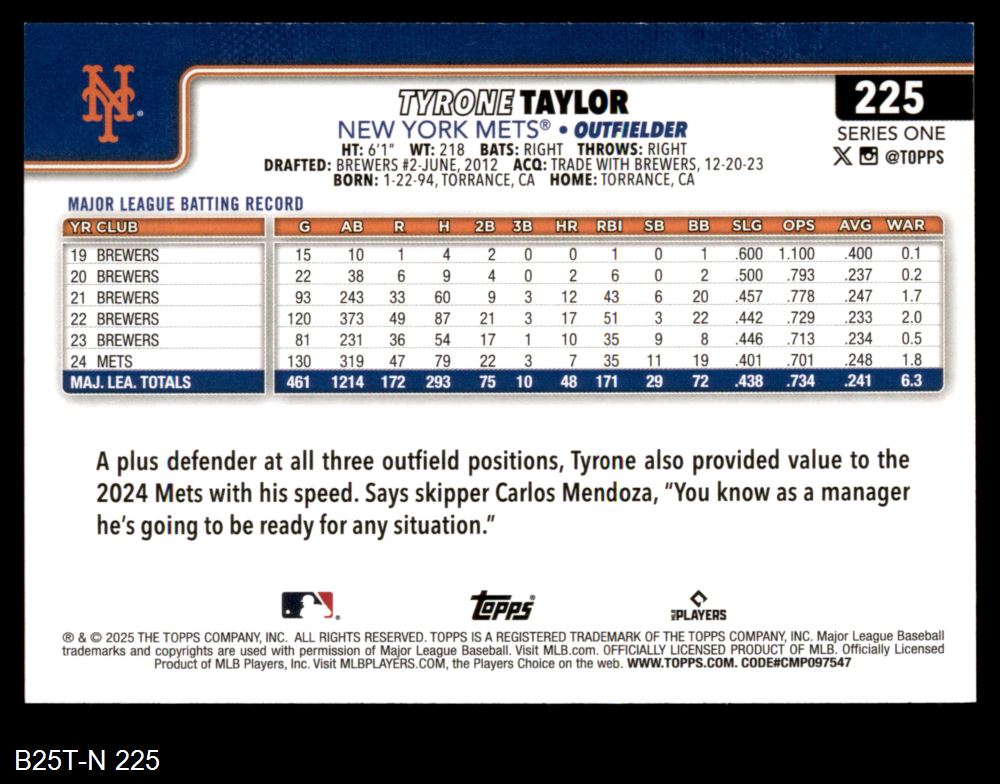 NY
TYRONE TAYLOR
225
NEW YORK METS® • OUTFIELDER
SERIES ONE
HT: 6'1" WT: 218 BATS: RIGHT THROWS: RIGHT
@TOPPS
DRAFTED: BREWERS #2-JUNE, 2012 ACQ: TRADE WITH BREWERS, 12-20-23
BORN: 1-22-94, TORRANCE, CA HOME: TORRANCE, CA
MAJOR LEAGUE BATTING RECORD
YR CLUB G AB R H 2B 3B HR RBI SB BB SLG OPS AVG WAR
19 BREWERS 15 10 1 4 2 0 0 1 0 1 .600 1.100 .400 0.1
20 BREWERS 22 38 6 9 4 0 2 6 0 2 .500 .793 .237 0.2
21 BREWERS 93 243 33 60 9 3 12 43 6 20 .457 .778 .247 1.7
22 BREWERS 120 373 49 87 21 3 17 51 3 22 .442 .729 .233 2.0
23 BREWERS 81 231 36 54 17 1 10 35 9 8 .446 .713 .234 0.5
24 METS 130 319 47 79 22 3 7 35 11 19 .401 .701 .248 1.8
MAJ. LEA. TOTALS 461 1214 172 293 75 10 48 171 29 72 .438 .734 .241 6.3
A plus defender at all three outfield positions, Tyrone also provided value to the
2024 Mets with his speed. Says skipper Carlos Mendoza, “You know as a manager
he’s going to be ready for any situation.”
Topps®
MLB PLAYERS
® & © 2025 THE TOPPS COMPANY, INC. ALL RIGHTS RESERVED. TOPPS IS A REGISTERED TRADEMARK OF THE TOPPS COMPANY, INC. Major League Baseball
trademarks and copyrights are used with permission of Major League Baseball. Visit MLB.com. OFFICIALLY LICENSED PRODUCT OF MLB. Officially Licensed
Product of MLB Players, Inc. Visit MLBPLAYERS.COM, the Players Choice on the web. WWW.TOPPS.COM. CODE#CMP097547
B25T-N 225